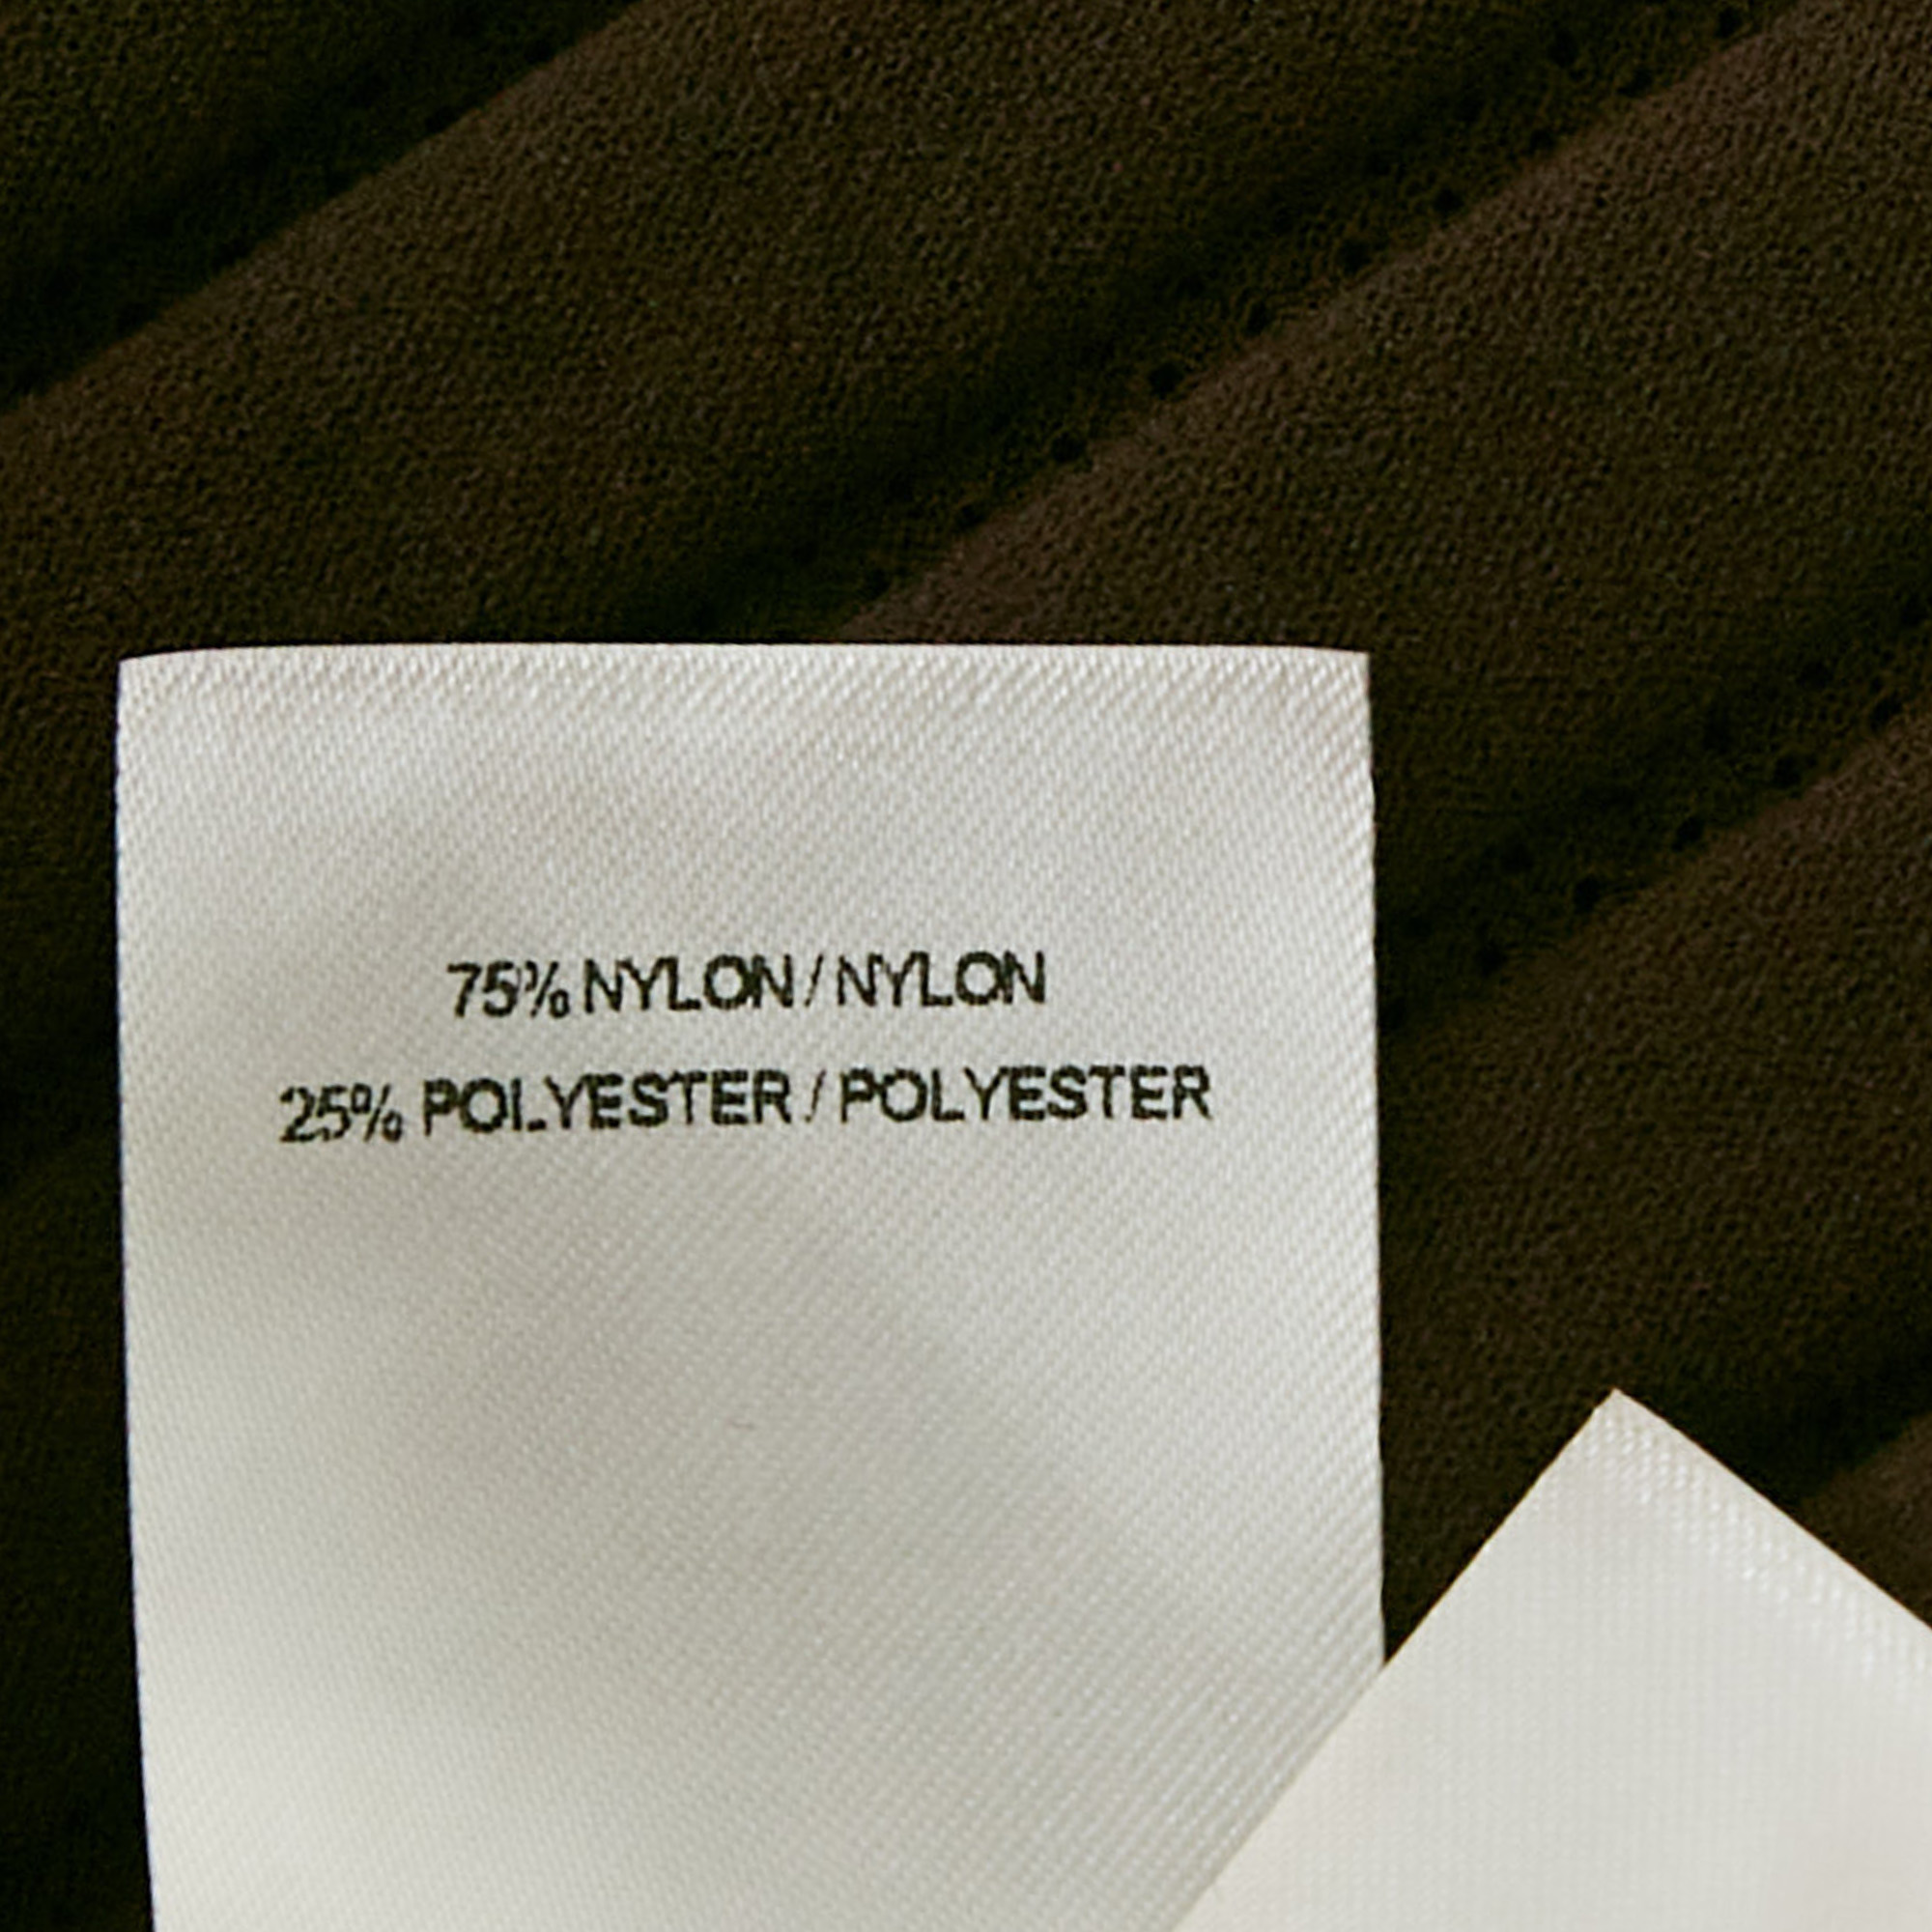 75% NYLON / NYLON
25% POLYESTER / POLYESTER